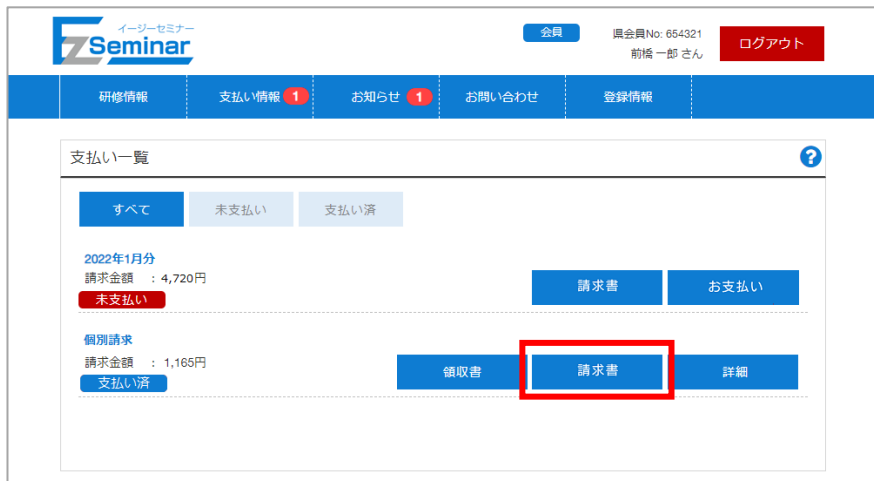 イージーセミナー
EzSeminar
会員
県会員No: 654321
前橋 一郎 さん
ログアウト
研修情報
支払い情報 1
お知らせ 1
お問い合わせ
登録情報
支払い一覧
?
すべて
未支払い
支払い済
2022年1月分
請求金額 : 4,720円
未支払い
請求書
お支払い
個別請求
請求金額 : 1,165円
支払い済
領収書
請求書
詳細